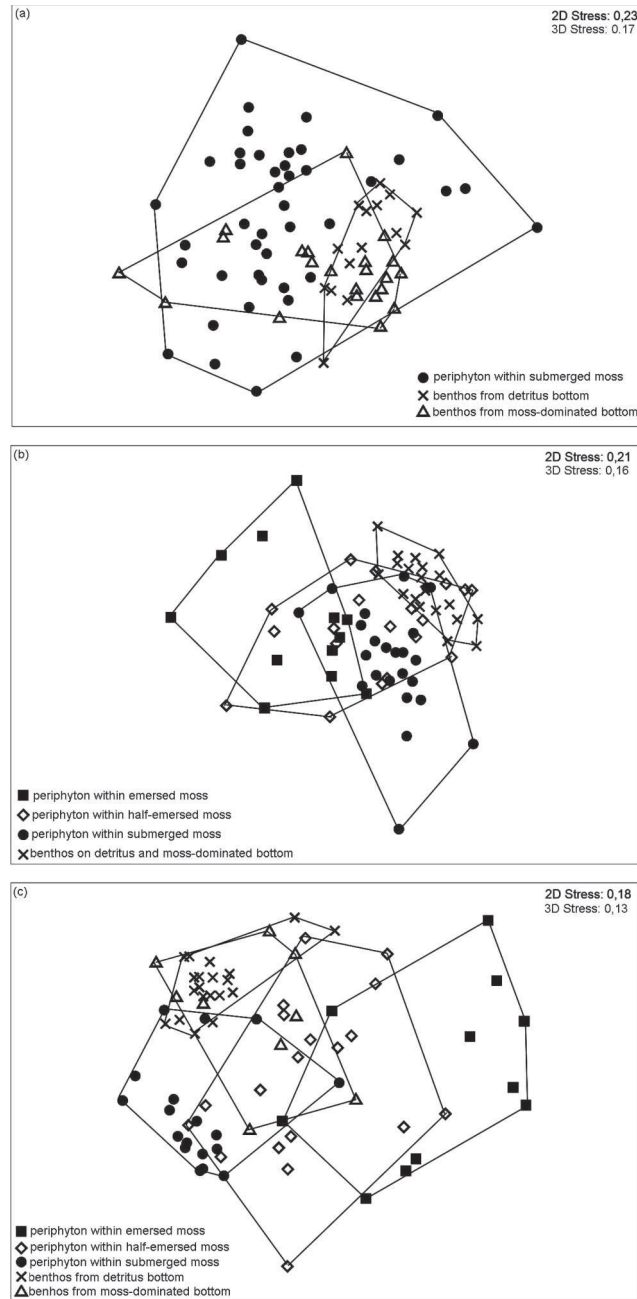 (a)
2D Stress: 0,23
3D Stress: 0.17
periphyton within submerged moss
benthos from detritus bottom
benthos from moss-dominated bottom
(b)
2D Stress: 0,21
3D Stress: 0,16
periphyton within emersed moss
periphyton within half-emersed moss
periphyton within submerged moss
benthos on detritus and moss-dominated bottom
(c)
2D Stress: 0,18
3D Stress: 0,13
periphyton within emersed moss
periphyton within half-emersed moss
periphyton within submerged moss
benthos from detritus bottom
benthos from moss-dominated bottom